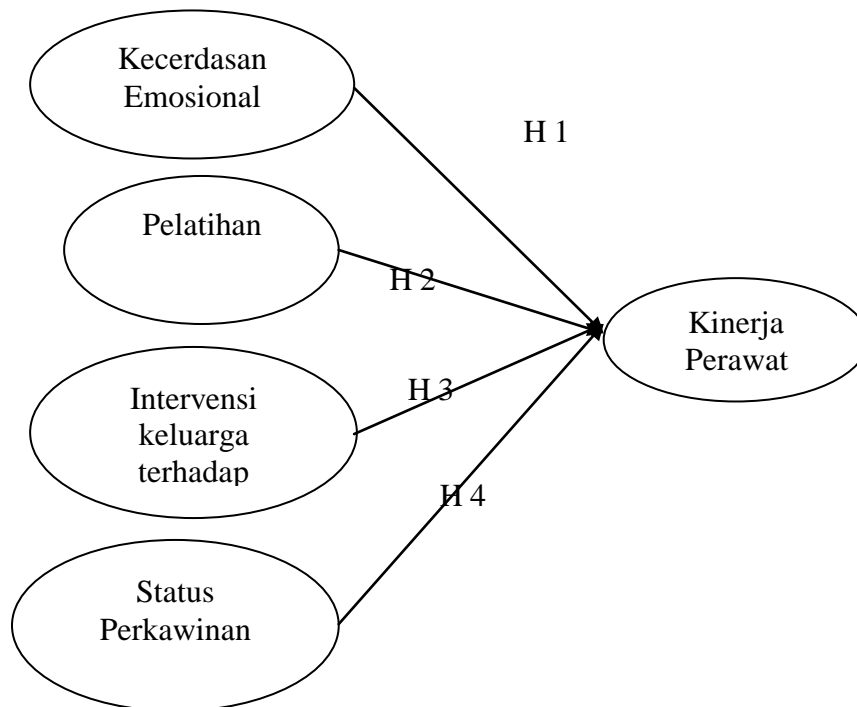 Kecerdasan
Emosional
H 1
Pelatihan
H 2
Kinerja
Perawat
Intervensi
keluarga
terhadap
H 3
H 4
Status
Perkawinan